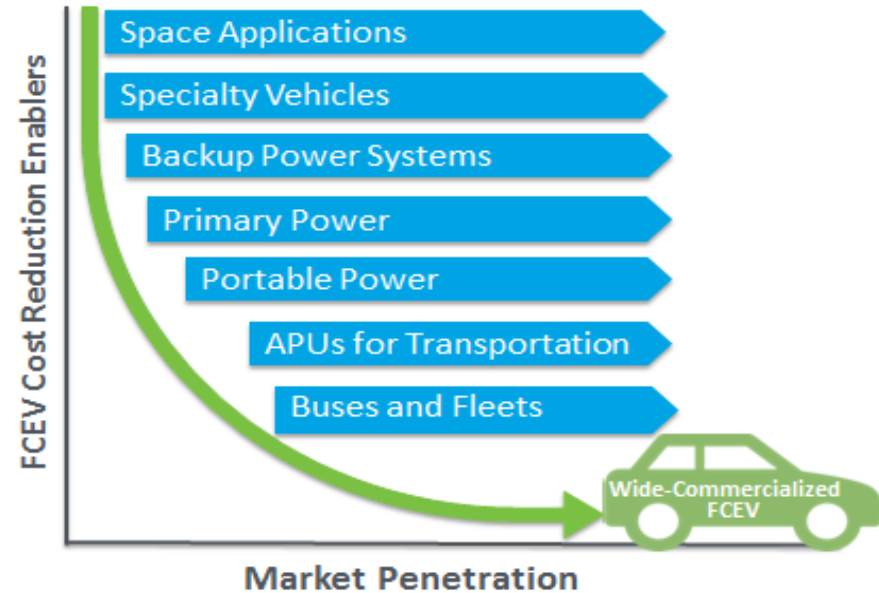 FCEV Cost Reduction Enablers
Space Applications
Specialty Vehicles
Backup Power Systems
Primary Power
Portable Power
APUs for Transportation
Buses and Fleets
Wide-Commercialized
FCEV
Market Penetration